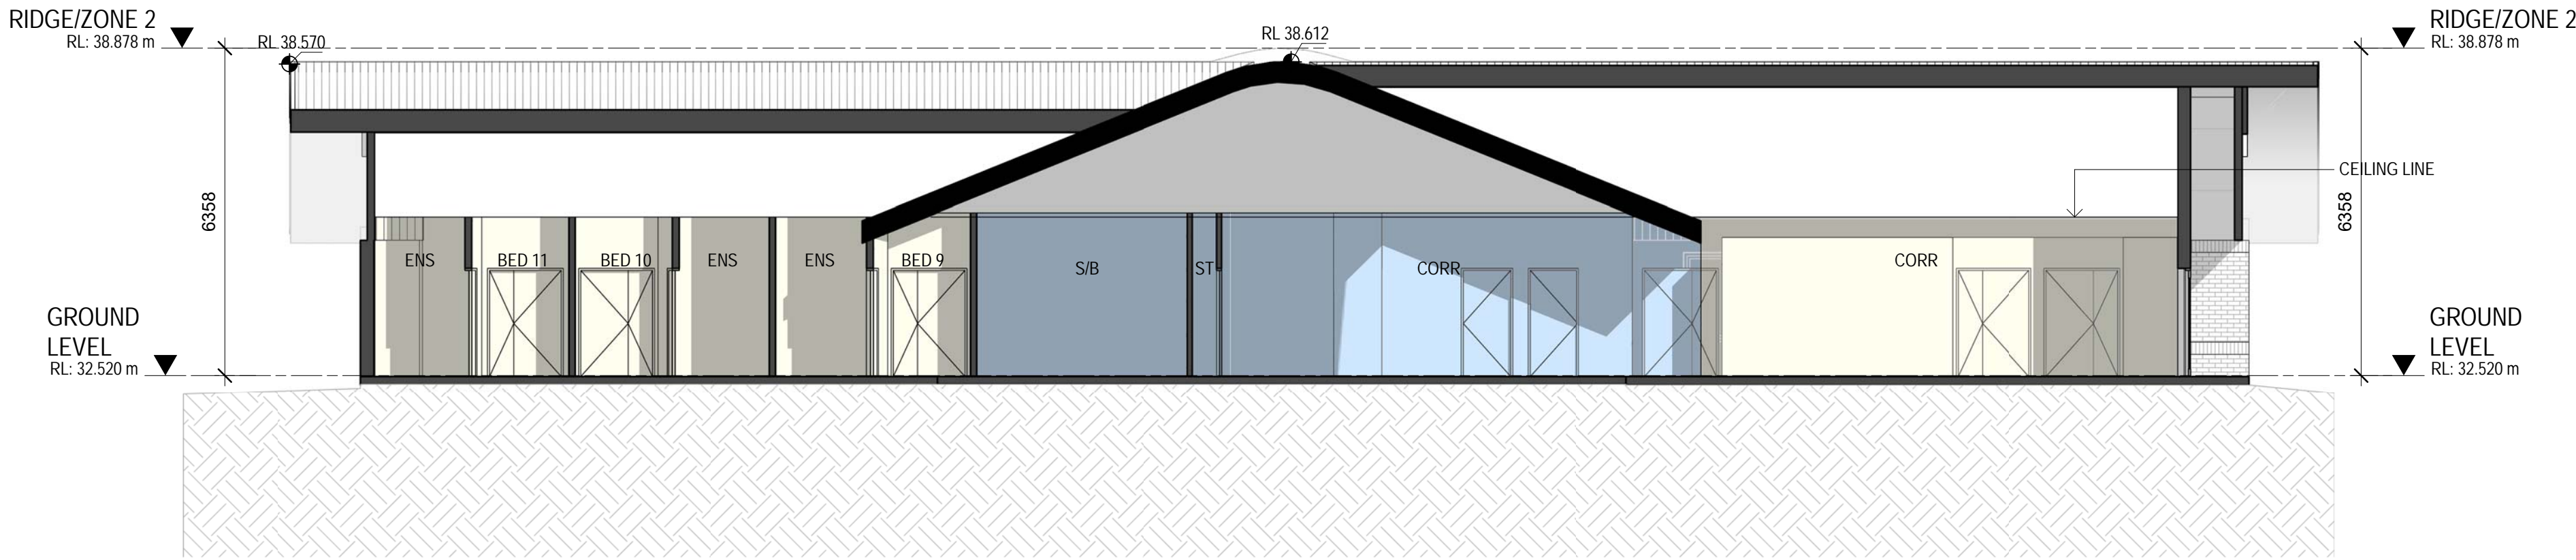 RIDGE/ZONE 2
RL: 38.878 m
RL 38.570
RL 38.612
RIDGE/ZONE 2
RL: 38.878 m
CEILING LINE
6358
6358
ENS
BED 11
BED 10
ENS
ENS
BED 9
S/B
ST
CORR
CORR
GROUND
LEVEL
RL: 32.520 m
GROUND
LEVEL
RL: 32.520 m